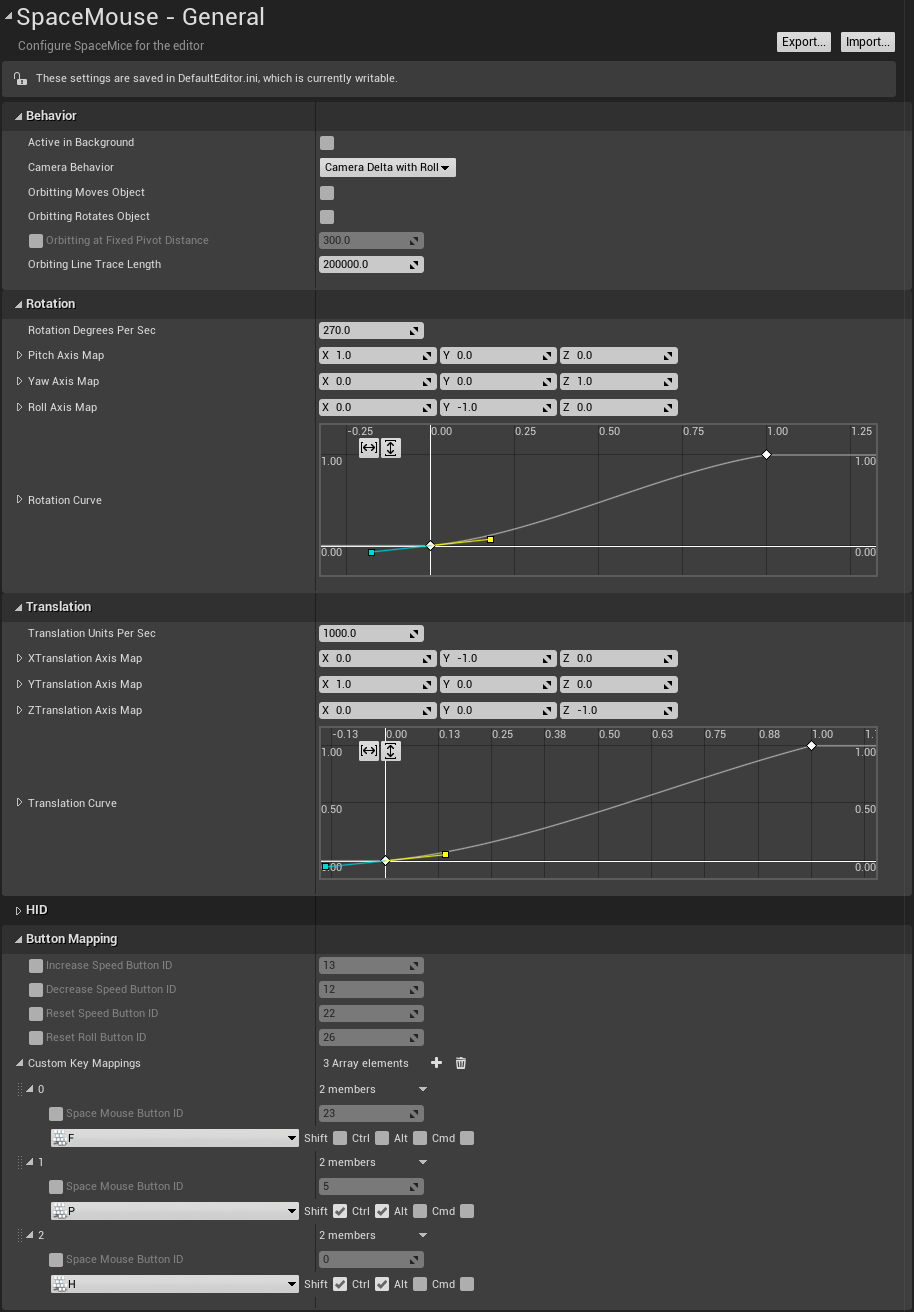 SpaceMouse - General
Configure SpaceMice for the editor
Export... Import...
These settings are saved in DefaultEditor.ini, which is currently writable.
Behavior
Active in Background
Camera Behavior Camera Delta with Roll
Orbitting Moves Object
Orbitting Rotates Object
Orbitting at Fixed Pivot Distance 300.0
Orbiting Line Trace Length 200000.0
Rotation
Rotation Degrees Per Sec 270.0
Pitch Axis Map X 1.0 Y 0.0 Z 0.0
Yaw Axis Map X 0.0 Y 0.0 Z 1.0
Roll Axis Map X 0.0 Y -1.0 Z 0.0
-0.25 0.00 0.25 0.50 0.75 1.00 1.25
1.00 1.00
Rotation Curve
0.00 0.00
Translation
Translation Units Per Sec 1000.0
XTranslation Axis Map X 0.0 Y -1.0 Z 0.0
YTranslation Axis Map X 1.0 Y 0.0 Z 0.0
ZTranslation Axis Map X 0.0 Y 0.0 Z -1.0
-0.13 0.00 0.13 0.25 0.38 0.50 0.63 0.75 0.88 1.00
1.00 1.00
Translation Curve
0.50 0.50
0.00 0.00
HID
Button Mapping
Increase Speed Button ID 13
Decrease Speed Button ID 12
Reset Speed Button ID 22
Reset Roll Button ID 26
Custom Key Mappings 3 Array elements
0 2 members
Space Mouse Button ID 23
F Shift Ctrl Alt Cmd
1 2 members
Space Mouse Button ID 5
P Shift Ctrl Alt Cmd
2 2 members
Space Mouse Button ID 0
H Shift Ctrl Alt Cmd